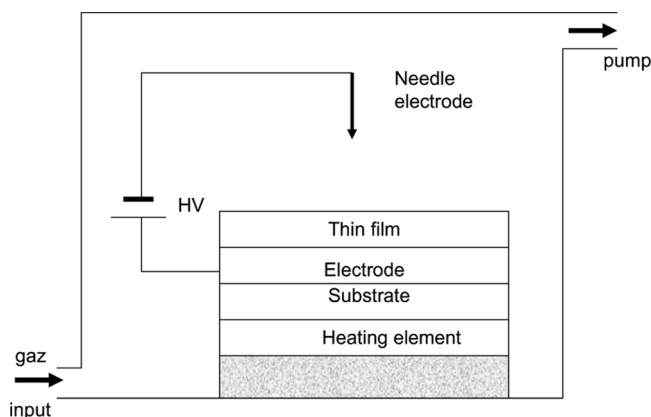 pump
Needle
electrode
HV
Thin film
Electrode
Substrate
Heating element
gaz
input